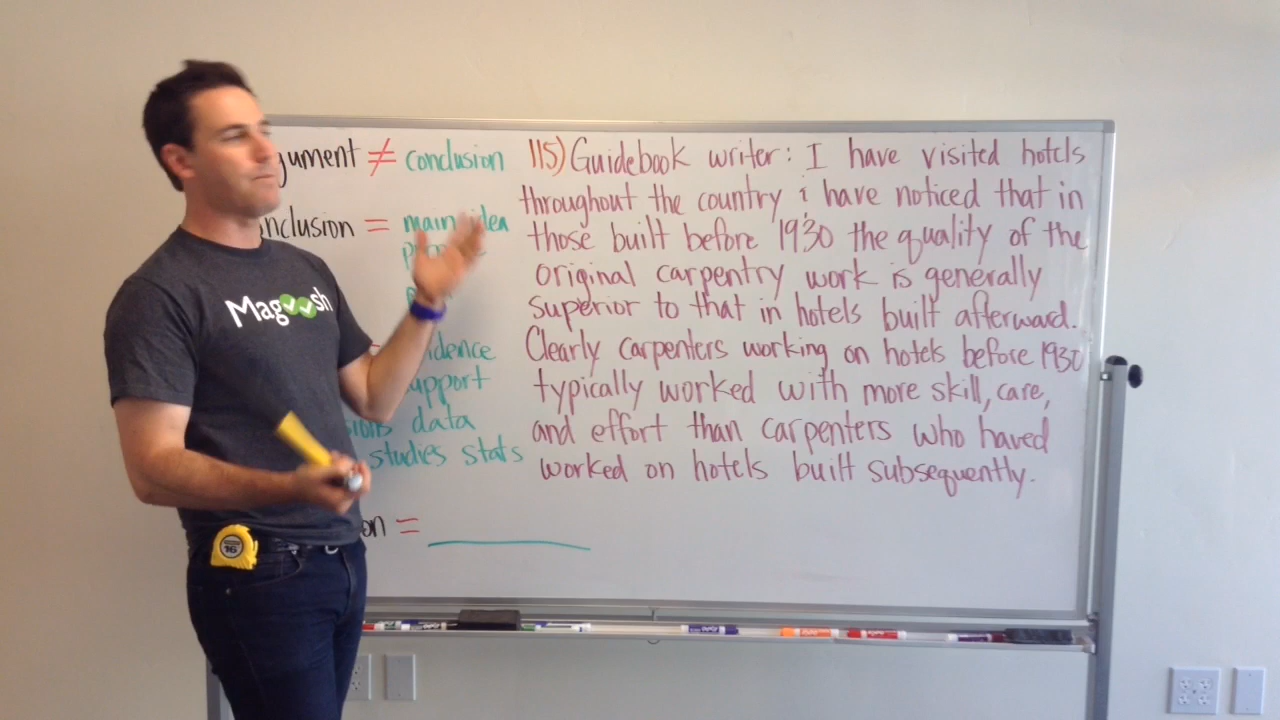 gument ≠ conclusion
nclusion = main idea
idence
upport
data
studies stats
on =
115) Guidebook writer: I have visited hotels
throughout the country & have noticed that in
those built before 1930 the quality of the
original carpentry work is generally
superior to that in hotels built afterward.
Clearly carpenters working on hotels before 1930
typically worked with more skill, care,
and effort than carpenters who haved
worked on hotels built subsequently.
Magoosh
16